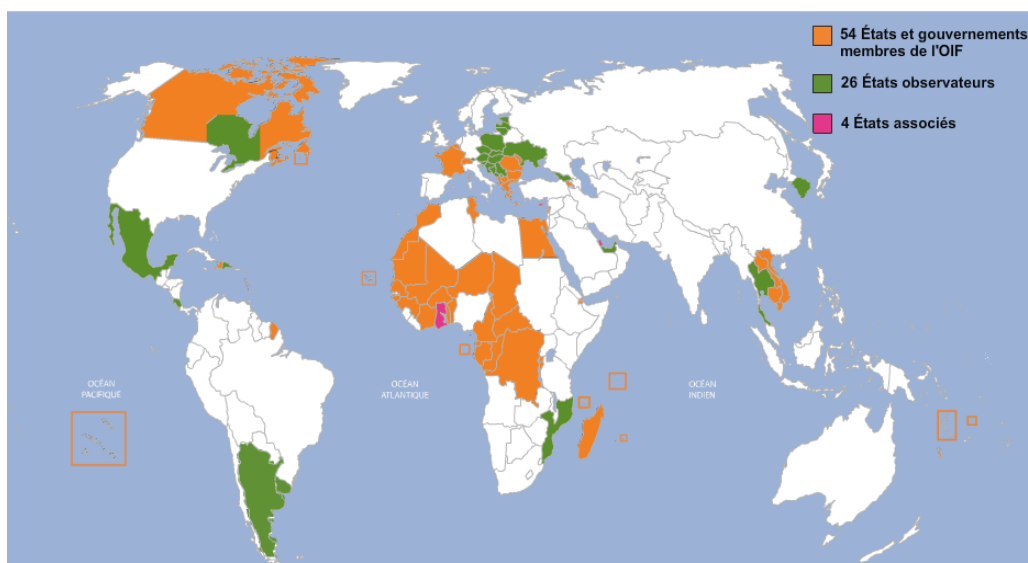 54 États et gouvernements
membres de l'OIF
26 États observateurs
4 États associés
OCÉAN
PACIFIQUE
OCÉAN
ATLANTIQUE
OCÉAN
INDIEN